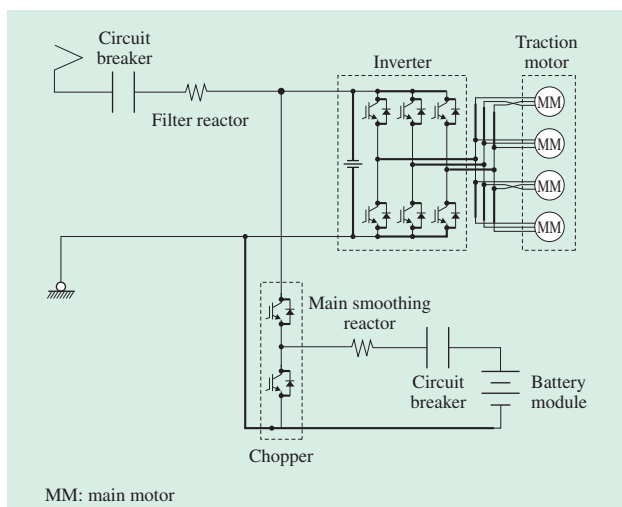 Circuit
breaker
Filter reactor
Inverter
Traction
motor
MM
MM
MM
MM
Main smoothing
reactor
Circuit
breaker
Battery
module
Chopper
MM: main motor